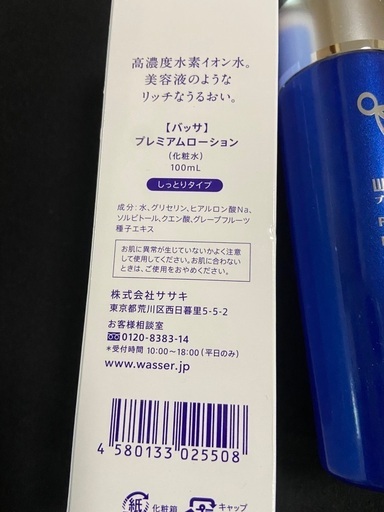 高濃度水素イオン水。
美容液のような
リッチなうるおい。
【バッサ】
プレミアムローション
(化粧水)
100mL
しっとりタイプ
成分:水、グリセリン、ヒアルロン酸Na、
ソルビトール、クエン酸、グレープフルーツ
種子エキス
お肌に異常が生じていないかよく注意
して使用してください。お肌に合わない
ときは、ご使用をおやめください。
株式会社ササキ
東京都荒川区西日暮里5-5-2
お客様相談室
0120-8383-14
*受付時間 10:00〜18:00(平日のみ)
www.wasser.jp
4 580133 025508
紙 化粧箱
キャップ